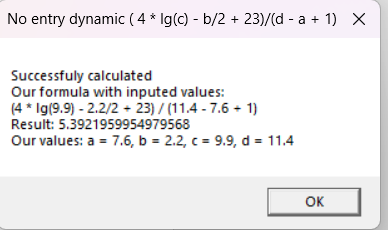 No entry dynamic ( 4 * lg(c) - b/2 + 23)/(d - a + 1)
Successfuly calculated
Our formula with inputed values:
(4 * lg(9.9) - 2.2/2 + 23) / (11.4 - 7.6 + 1)
Result: 5.3921959954979568
Our values: a = 7.6, b = 2.2, c = 9.9, d = 11.4
OK